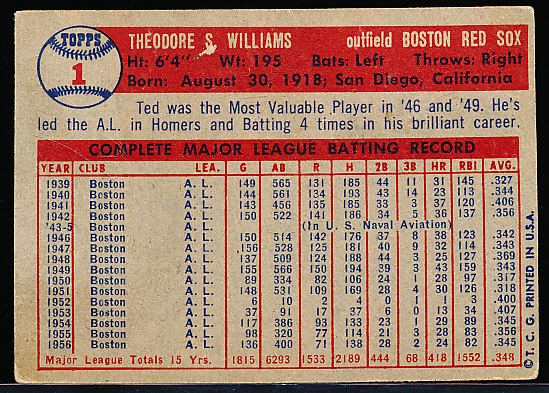 TOPPS
1
THEODORE S. WILLIAMS outfield BOSTON RED SOX
Ht: 6'4" Wt: 195 Bats: Left Throws: Right
Born: August 30, 1918; San Diego, California
Ted was the Most Valuable Player in '46 and '49. He's
led the A.L. in Homers and Batting 4 times in his brilliant career.
COMPLETE MAJOR LEAGUE BATTING RECORD
YEAR CLUB LEA. G AB R H 2B 3B HR RBI AVG.
1939 Boston A. L. 149 565 131 185 44 11 31 145 .327
1940 Boston A. L. 144 561 134 193 43 14 23 113 .344
1941 Boston A. L. 143 456 135 185 33 3 37 120 .406
1942 Boston A. L. 150 522 141 186 34 5 36 137 .356
'43-5 (In U. S. Naval Aviation)
1946 Boston A. L. 150 514 142 176 37 8 38 123 .342
1947 Boston A. L. 156 528 125 181 40 9 32 114 .343
1948 Boston A. L. 137 509 124 188 44 3 25 127 .369
1949 Boston A. L. 155 566 150 194 39 3 43 159 .343
1950 Boston A. L. 89 334 82 106 24 1 28 97 .317
1951 Boston A. L. 148 531 109 169 28 4 30 126 .318
1952 Boston A. L. 6 10 2 4 0 1 1 3 .400
1953 Boston A. L. 37 91 17 37 6 0 13 34 .407
1954 Boston A. L. 117 386 93 133 23 1 29 89 .345
1955 Boston A. L. 98 320 77 114 21 3 28 83 .356
1956 Boston A. L. 136 400 71 138 28 2 24 82 .345
Major League Totals 15 Yrs. 1815 6293 1533 2189 444 68 418 1552 .348
© T. C. G. PRINTED IN U.S.A.